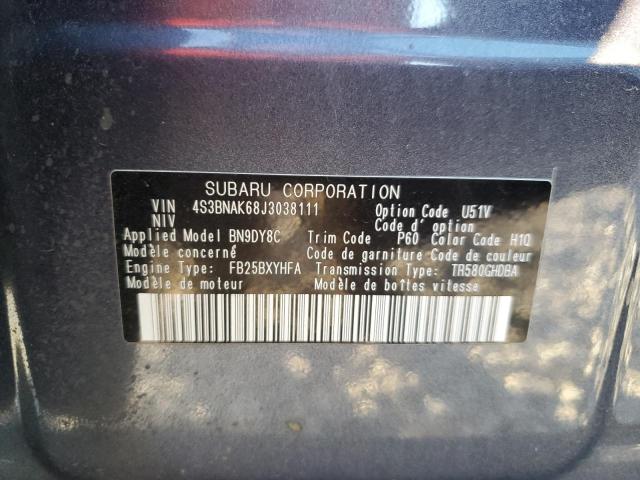 SUBARU CORPORATION
VIN 4S3BNAK68J3038111 Option Code U51V
NIV Code d'option
Applied Model BN9DY8C Trim Code P60 Color Code H1Q
Modèle concerné Code de garniture Code de couleur
Engine Type: FB25BXYHFA Transmission Type: TR580GHDBA
Modèle de moteur Modèle de boîtes vitesse